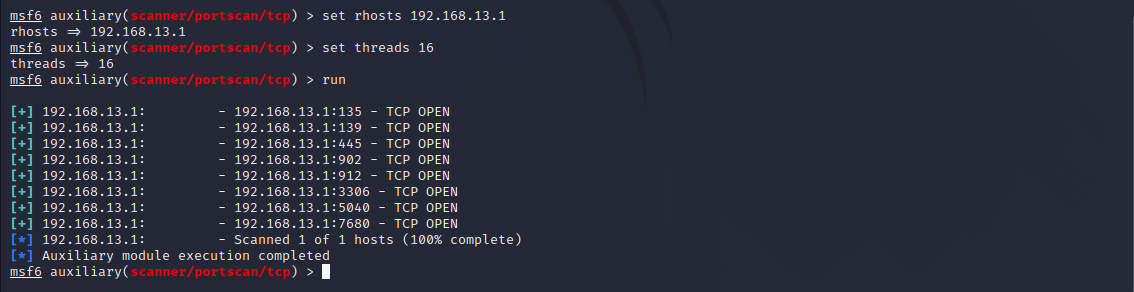 msf6 auxiliary(scanner/portscan/tcp) > set rhosts 192.168.13.1
rhosts => 192.168.13.1
msf6 auxiliary(scanner/portscan/tcp) > set threads 16
threads => 16
msf6 auxiliary(scanner/portscan/tcp) > run
[+] 192.168.13.1:         - 192.168.13.1:135 - TCP OPEN
[+] 192.168.13.1:         - 192.168.13.1:139 - TCP OPEN
[+] 192.168.13.1:         - 192.168.13.1:445 - TCP OPEN
[+] 192.168.13.1:         - 192.168.13.1:902 - TCP OPEN
[+] 192.168.13.1:         - 192.168.13.1:912 - TCP OPEN
[+] 192.168.13.1:         - 192.168.13.1:3306 - TCP OPEN
[+] 192.168.13.1:         - 192.168.13.1:5040 - TCP OPEN
[+] 192.168.13.1:         - 192.168.13.1:7680 - TCP OPEN
[*] 192.168.13.1:         - Scanned 1 of 1 hosts (100% complete)
[*] Auxiliary module execution completed
msf6 auxiliary(scanner/portscan/tcp) >